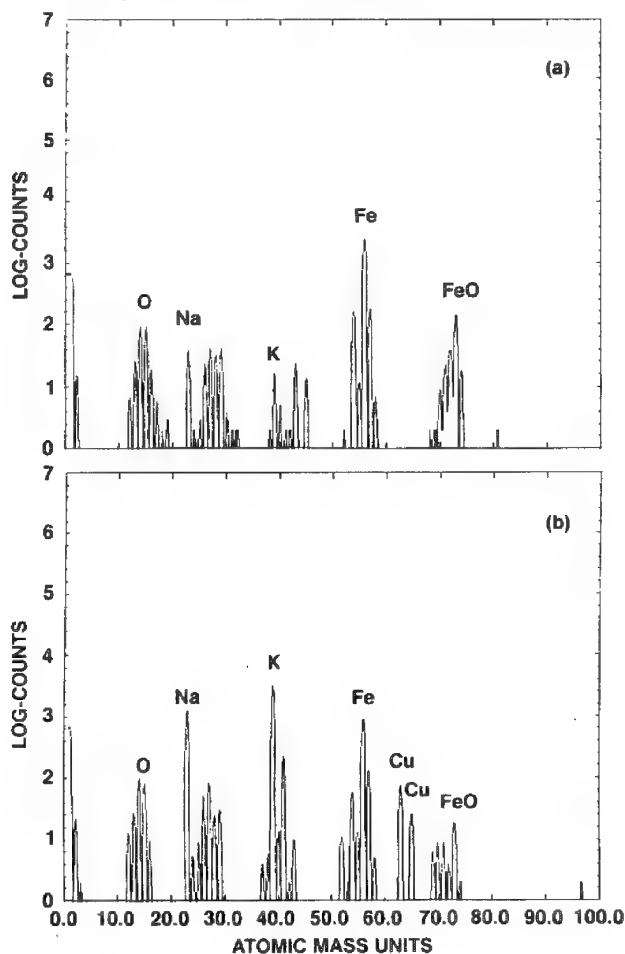 7
(a)
6
5
4
Fe
3
O
FeO
2
Na
K
1
0
LOG-COUNTS
7
(b)
6
5
4
K
Na
Fe
3
O
Cu
Cu
FeO
2
1
0
LOG-COUNTS
0.0 10.0 20.0 30.0 40.0 50.0 60.0 70.0 80.0 90.0 100.0
ATOMIC MASS UNITS